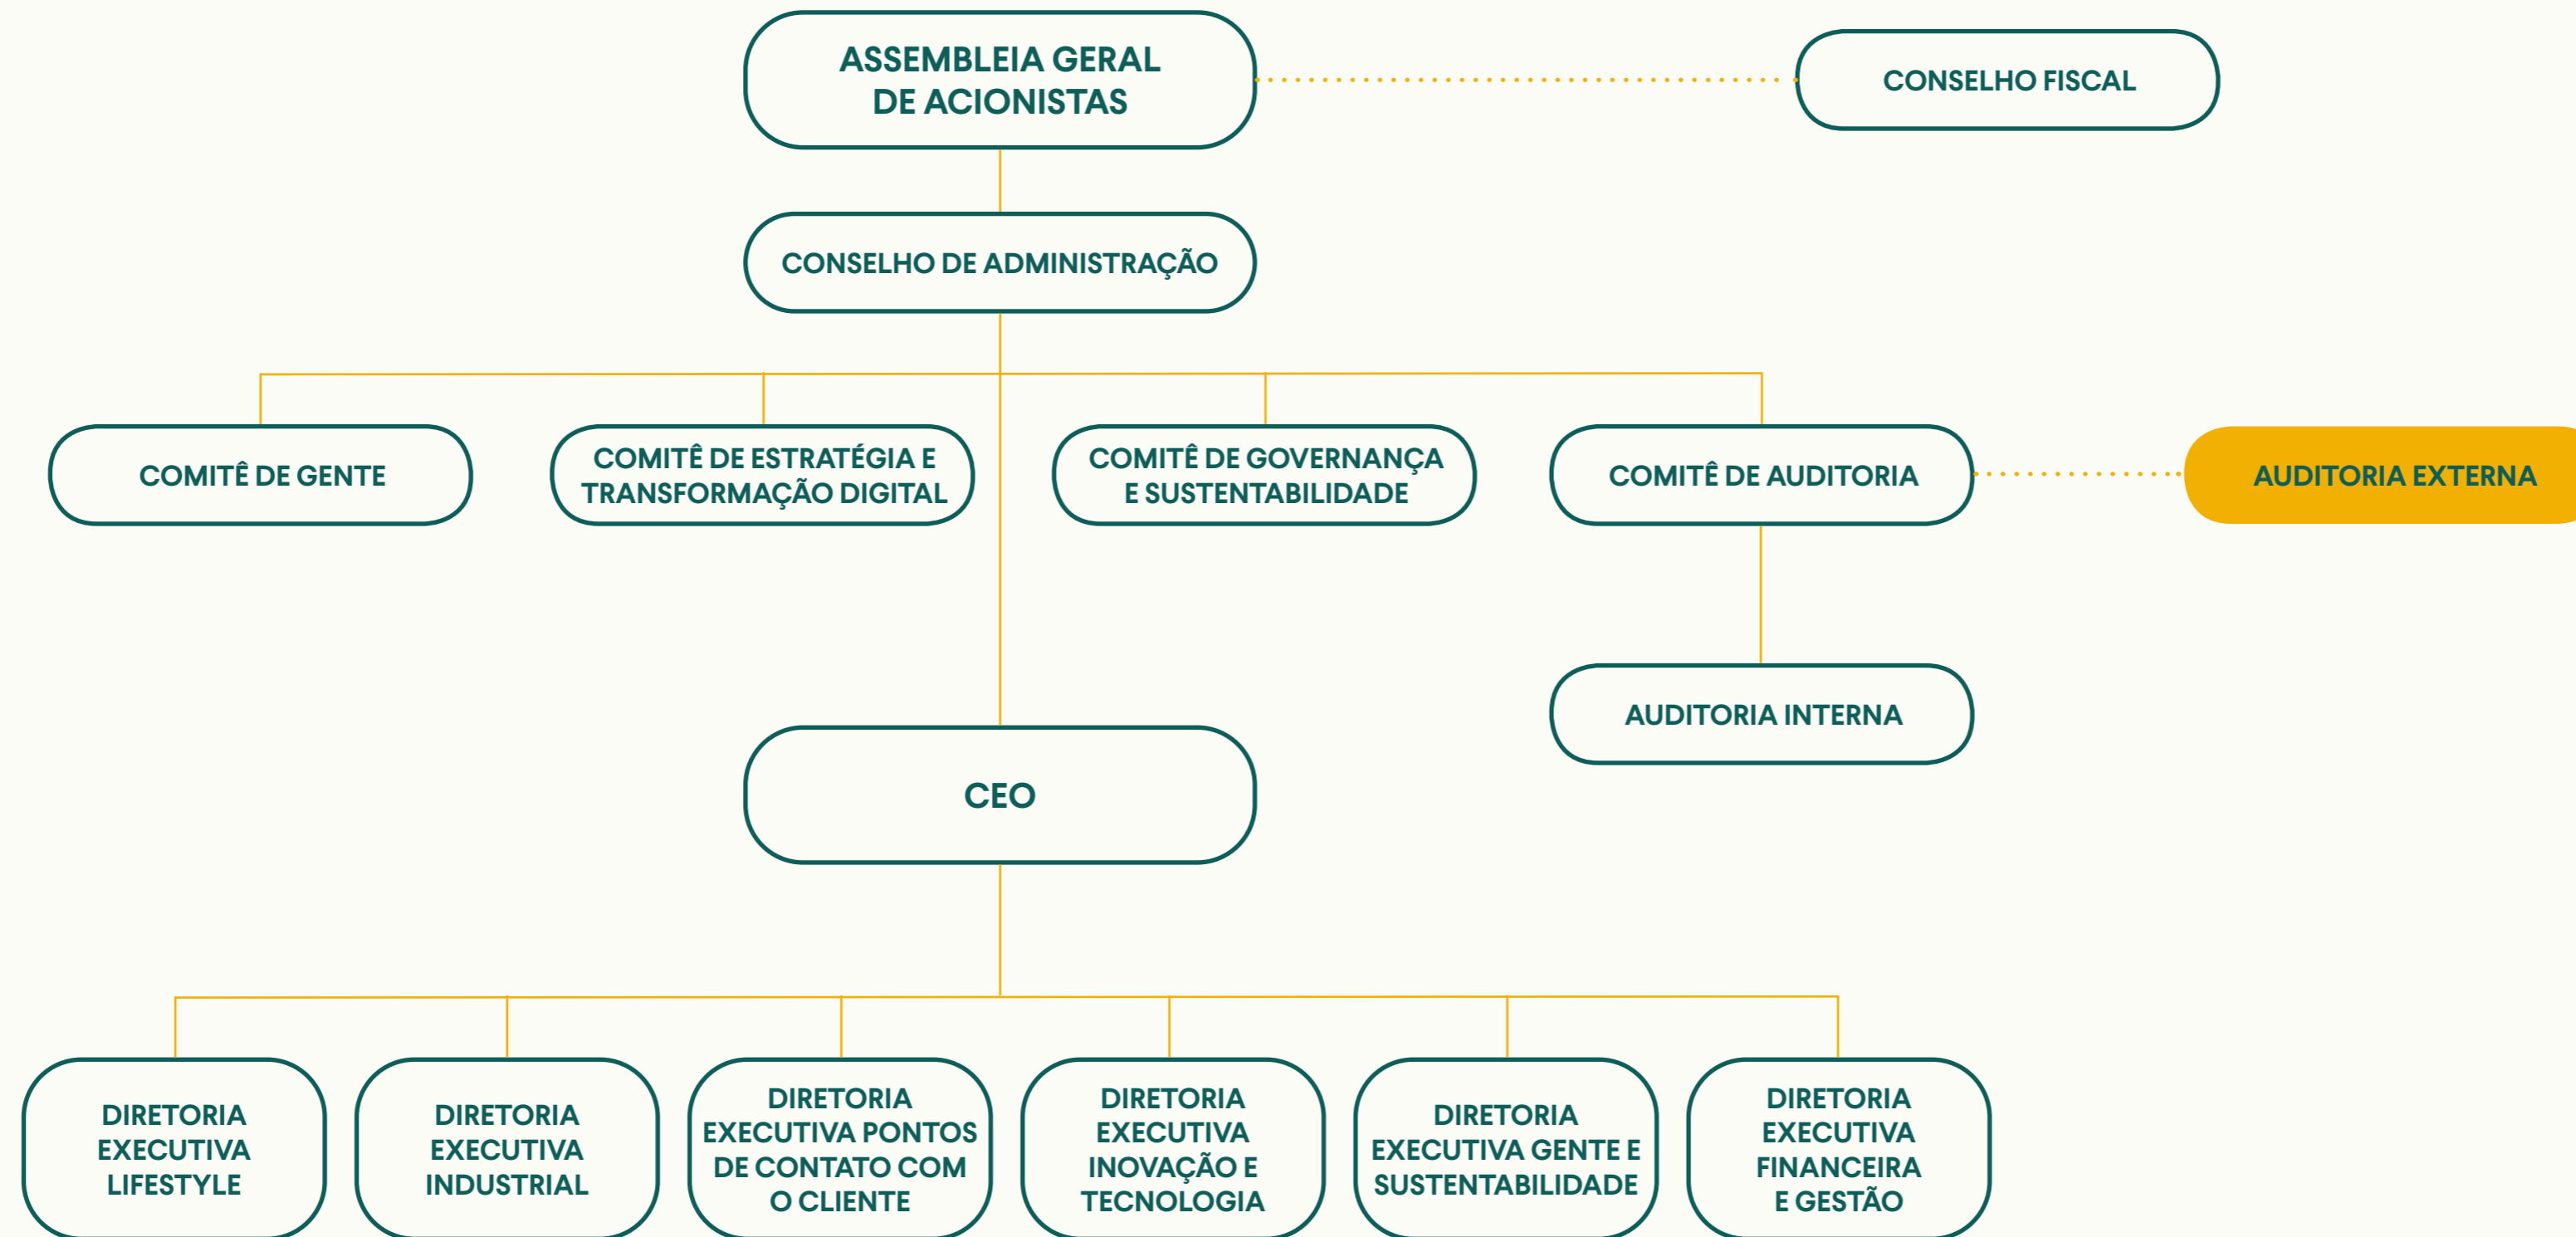 ASSEMBLEIA GERAL
DE ACIONISTAS
CONSELHO FISCAL
CONSELHO DE ADMINISTRAÇÃO
COMITÊ DE GENTE
COMITÊ DE ESTRATÉGIA E
TRANSFORMAÇÃO DIGITAL
COMITÊ DE GOVERNANÇA
E SUSTENTABILIDADE
COMITÊ DE AUDITORIA
AUDITORIA EXTERNA
AUDITORIA INTERNA
CEO
DIRETORIA
EXECUTIVA
LIFESTYLE
DIRETORIA
EXECUTIVA
INDUSTRIAL
DIRETORIA
EXECUTIVA PONTOS
DE CONTATO COM
O CLIENTE
DIRETORIA
EXECUTIVA
INOVAÇÃO E
TECNOLOGIA
DIRETORIA
EXECUTIVA GENTE E
SUSTENTABILIDADE
DIRETORIA
EXECUTIVA
FINANCEIRA
E GESTÃO